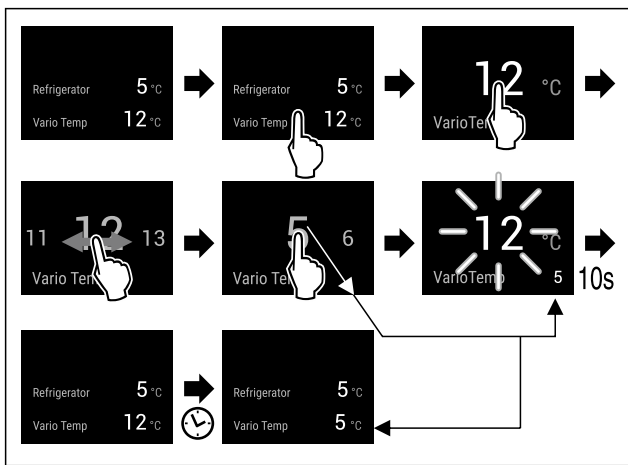 Refrigerator 5 °C
Vario Temp 12 °C
Refrigerator 5 °C
Vario Temp 12 °C
12 °C
VarioTemp
11 12 13
Vario Tem
5 6
Vario Te
12 °C
VarioTemp 5
10s
Refrigerator 5 °C
Vario Temp 12 °C
Refrigerator 5 °C
Vario Temp 5 °C